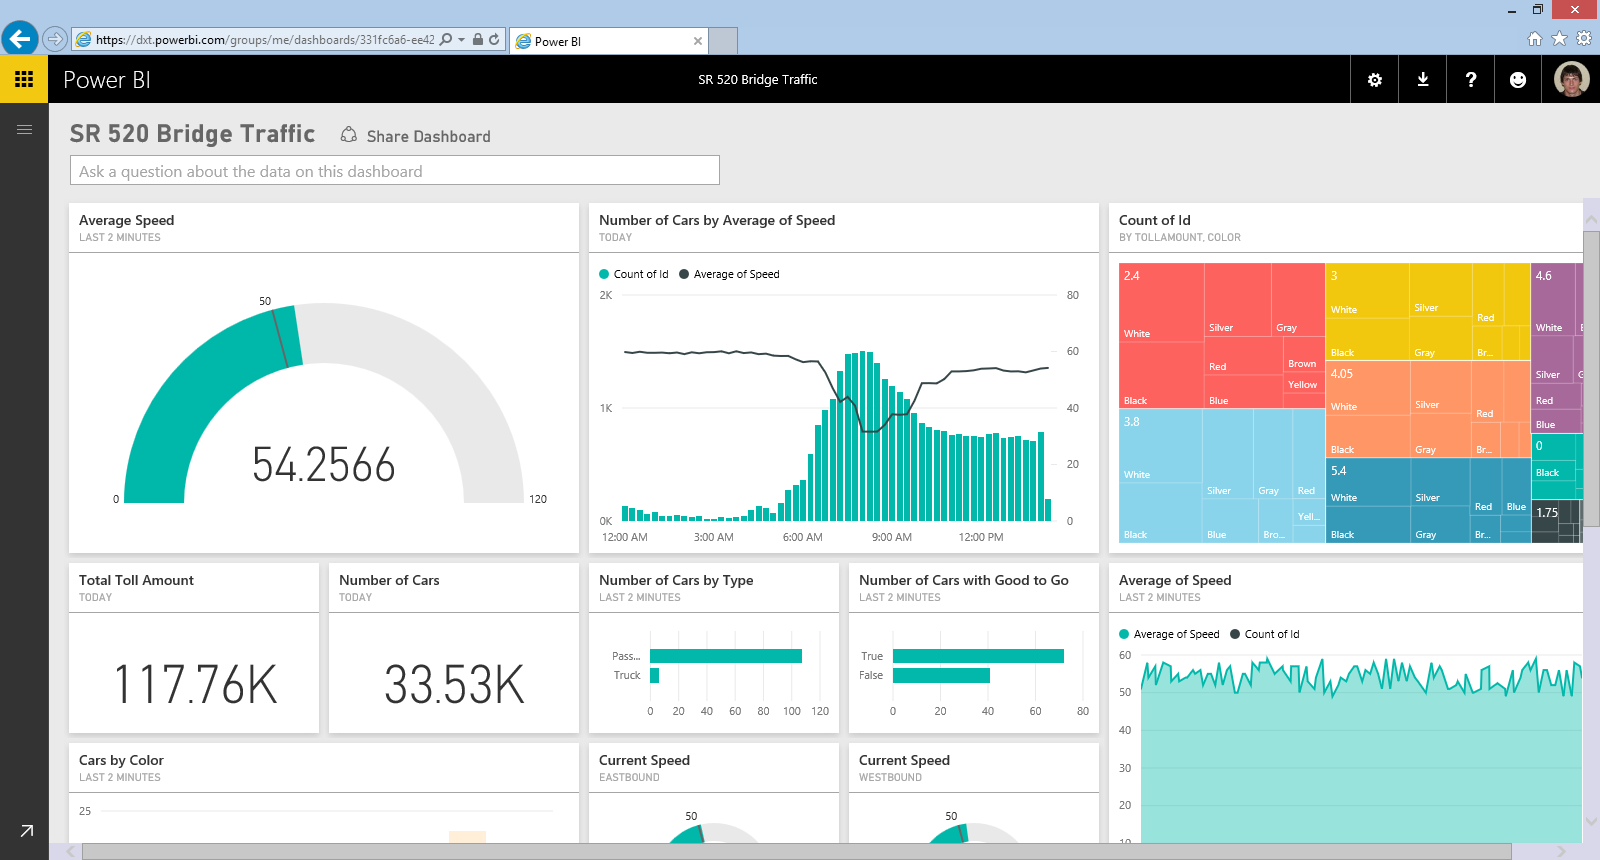 https://dxt.powerbi.com/groups/me/dashboards/331fc6a6-ee42
Power BI
Power BI
SR 520 Bridge Traffic
?
SR 520 Bridge Traffic
Share Dashboard
Ask a question about the data on this dashboard
Average Speed
LAST 2 MINUTES
50
54.2566
0
120
Number of Cars by Average of Speed
TODAY
Count of Id
Average of Speed
2K
80
60
1K
40
20
0K
0
12:00 AM
3:00 AM
6:00 AM
9:00 AM
12:00 PM
Count of Id
BY TOLLAMOUNT, COLOR
2.4
White
Silver
Gray
Red
Brown
Yellow
Black
Blue
3
White
Silver
Red
Black
Gray
Br...
4.6
White
Silver
Red
Blue
4.05
White
Silver
Red
Black
Gray
Br...
3.8
White
Silver
Gray
Red
Yell...
Black
Blue
Bro...
5.4
White
Silver
Red
Blue
Black
Gray
Br...
0
Black
1.75
Total Toll Amount
TODAY
117.76K
Number of Cars
TODAY
33.53K
Number of Cars by Type
LAST 2 MINUTES
Pass...
Truck
0 20 40 60 80 100 120
Number of Cars with Good to Go
LAST 2 MINUTES
True
False
0 20 40 60 80
Average of Speed
LAST 2 MINUTES
Average of Speed
Count of Id
60
50
40
30
20
10
Cars by Color
LAST 2 MINUTES
25
Current Speed
EASTBOUND
50
Current Speed
WESTBOUND
50